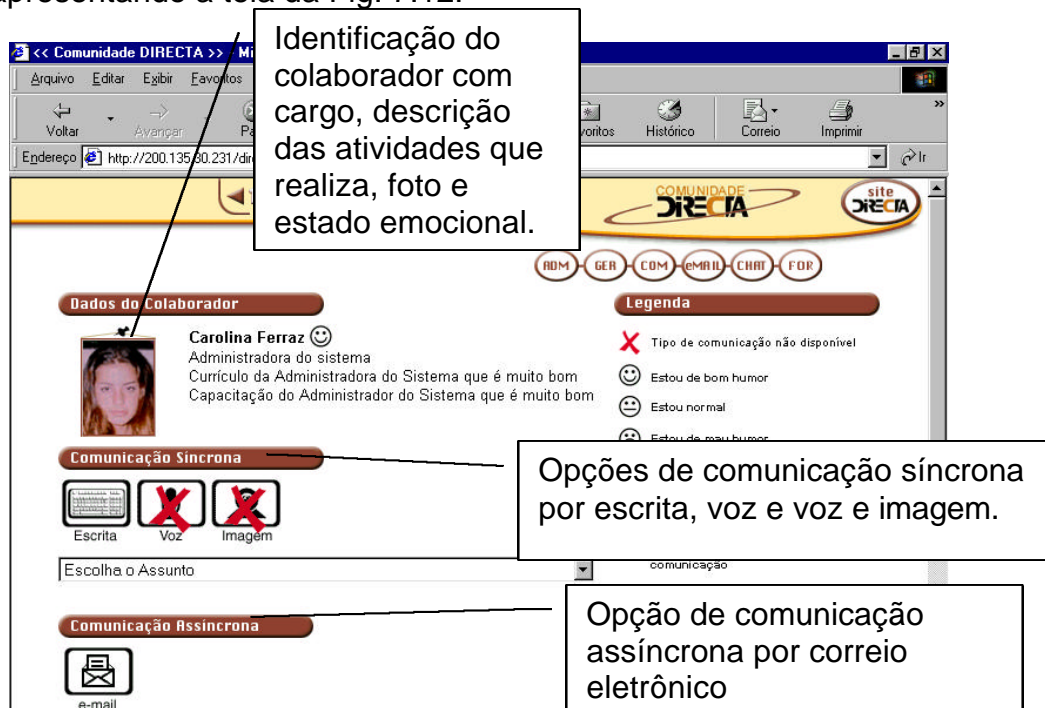 apresentando a tela da Fig. 7.12.
Identificação do
colaborador com
cargo, descrição
das atividades que
realiza, foto e
estado emocional.
<< Comunidade DIRECTA >> - Mi
Arquivo Editar Exibir Favoritos
Voltar Avançar Histórico Correio Imprimir »
Endereço http://200.135.30.231/dir Ir
COMUNIDADE DIRECTA
site DIRECTA
ADM GER COM eMAIL CHAT FOR
Dados do Colaborador
Carolina Ferraz
Administradora do sistema
Currículo da Administradora do Sistema que é muito bom
Capacitação do Administrador do Sistema que é muito bom
Legenda
Tipo de comunicação não disponível
Estou de bom humor
Estou normal
Estou de mau humor
Comunicação Síncrona
Escrita Voz Imagem
Opções de comunicação síncrona
por escrita, voz e voz e imagem.
Escolha o Assunto
comunicação
Comunicação Assíncrona
e-mail
Opção de comunicação
assíncrona por correio
eletrônico